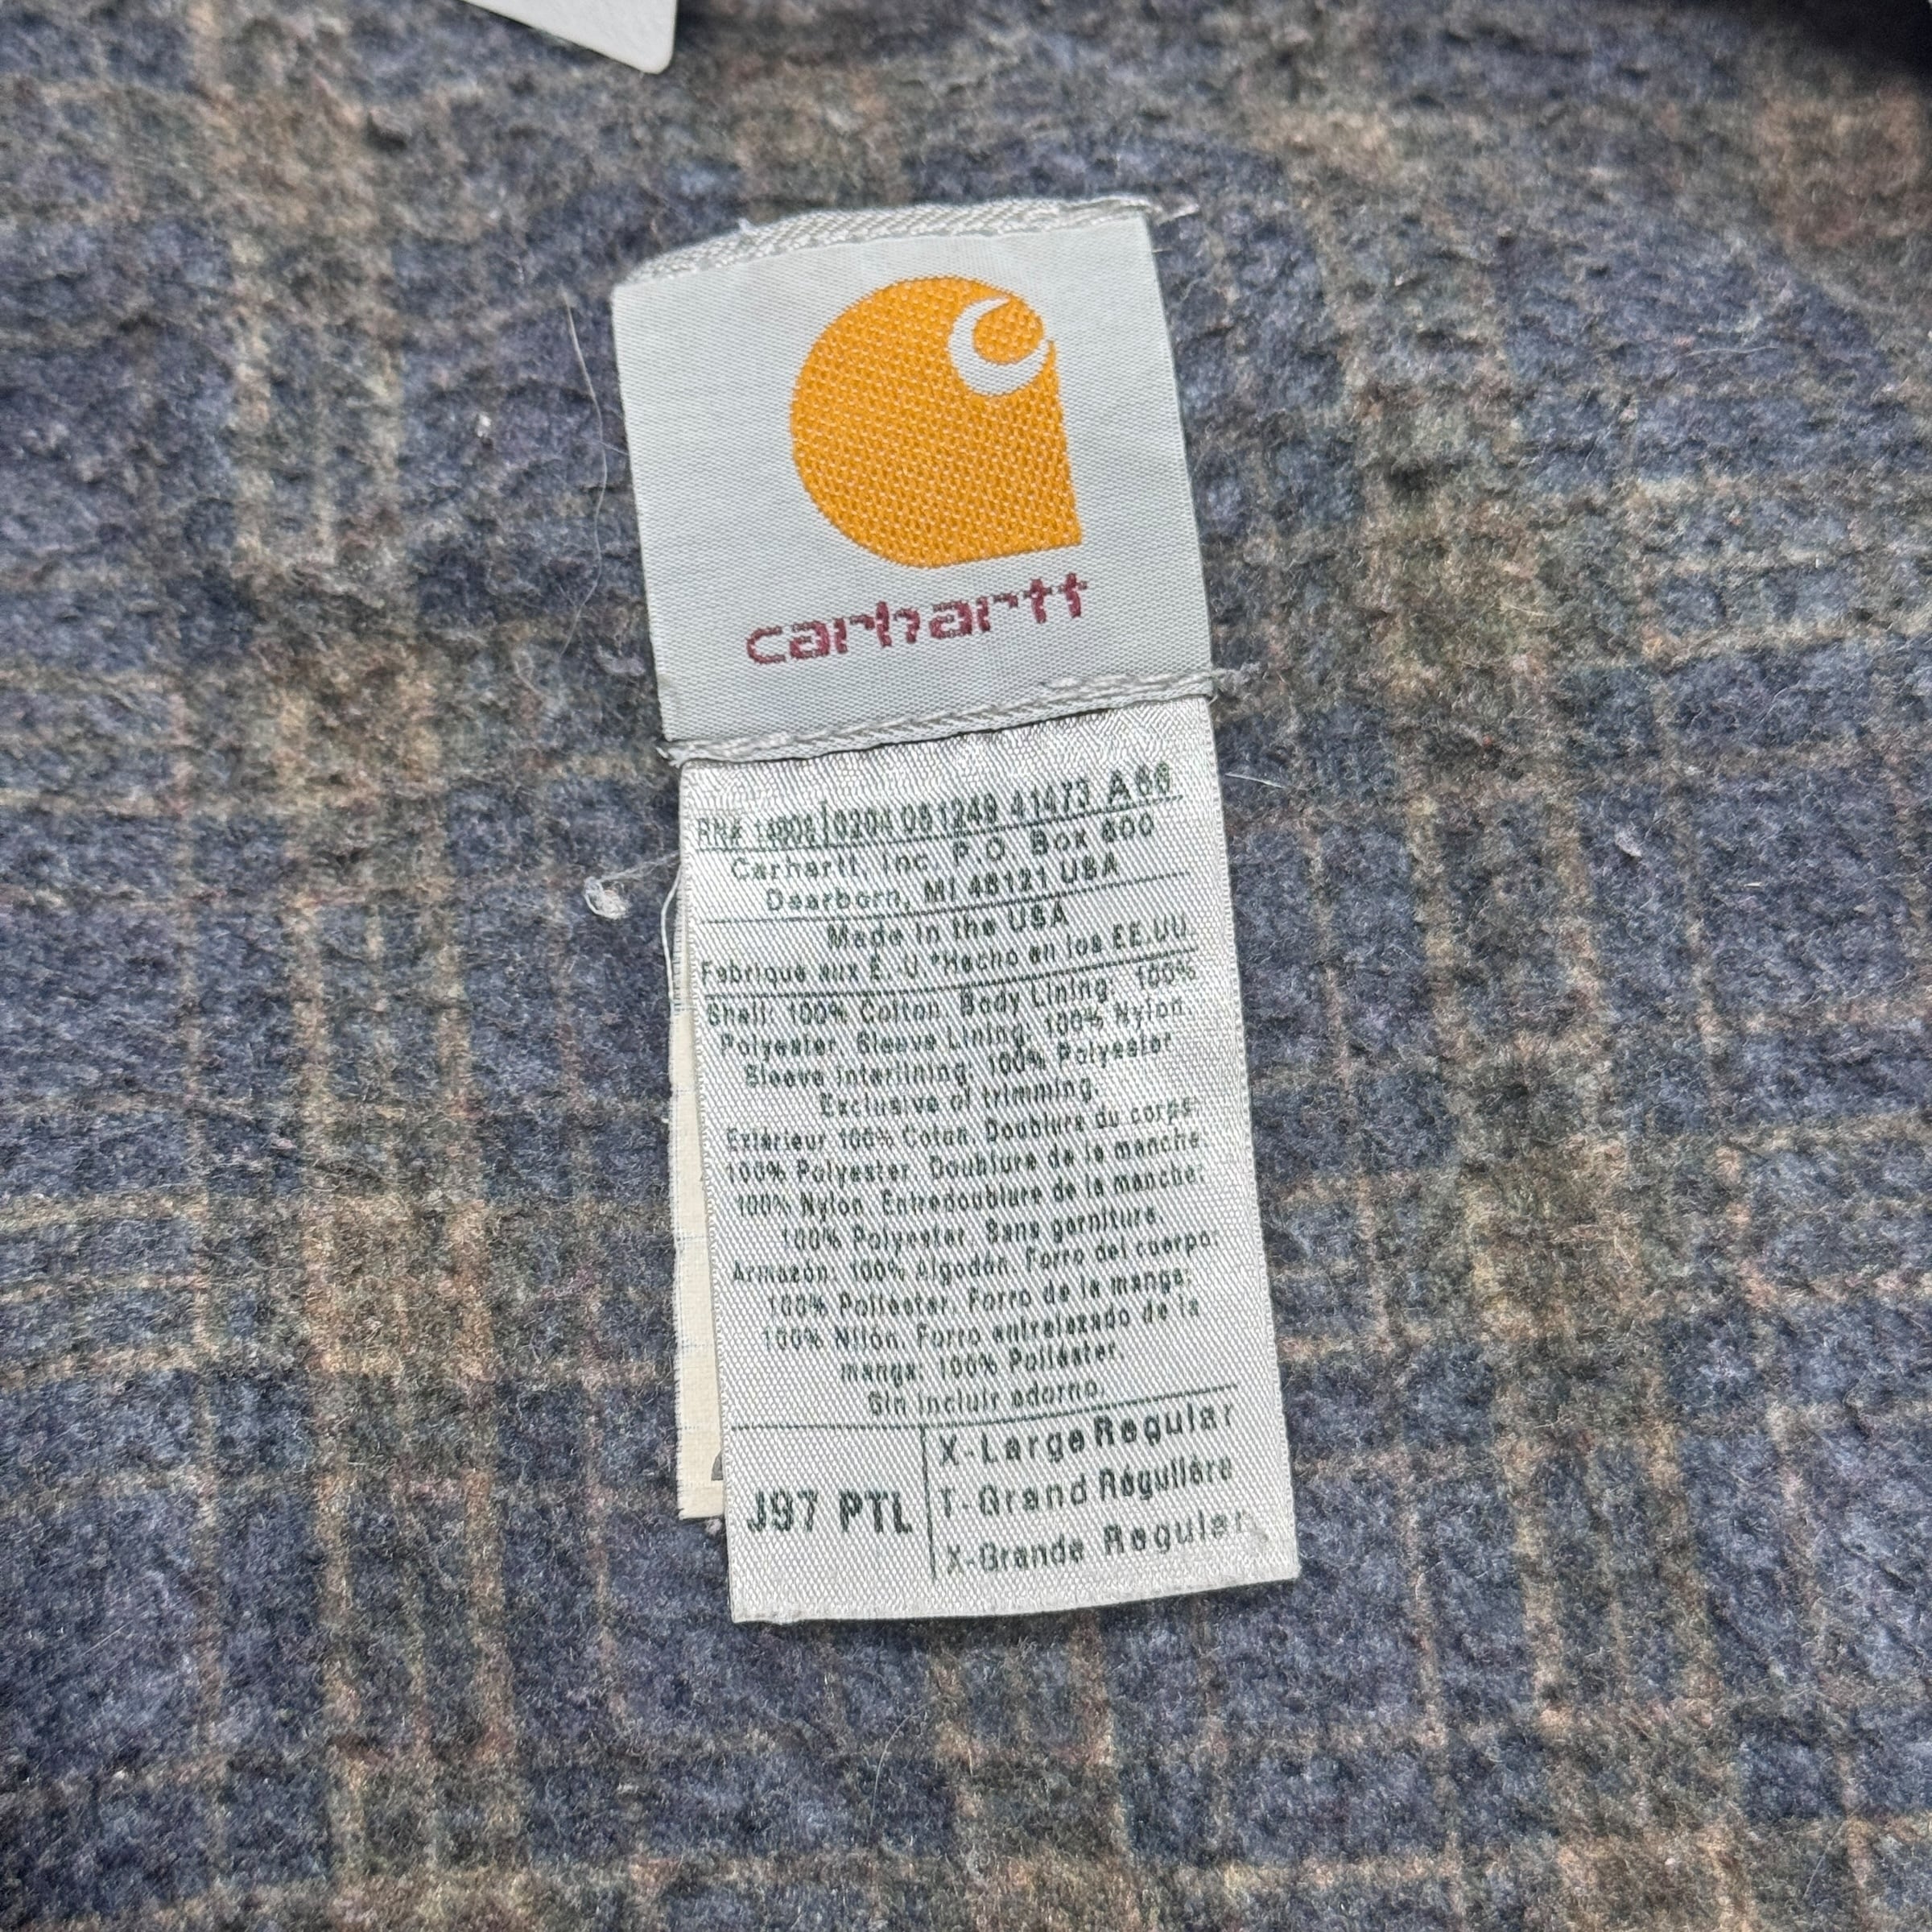 carhartt
RN# 14806 0204 061249 41473 A66
Carhartt, Inc. P.O. Box 600
Dearborn, MI 48121 USA
Made in the USA
Fabriqué aux É.-U *Hecho en los EE.UU.
Shell: 100% Cotton. Body Lining: 100%
Polyester. Sleeve Lining: 100% Nylon.
Sleeve Interlining: 100% Polyester
Exclusive of trimming.
Extérieur 100% Coton. Doublure du corps:
100% Polyester. Doublure de la manche:
100% Nylon. Entredoublure de la manche:
100% Polyester. Sans garniture.
Armazón: 100% Algodón. Forro del cuerpo:
100% Poliéster. Forro de la manga:
100% Nilón. Forro entrelazado de la
manga: 100% Poliéster.
Sin incluir adorno.
J97 PTL
X-Large Regular
T-Grand Régulière
X-Grande Regular